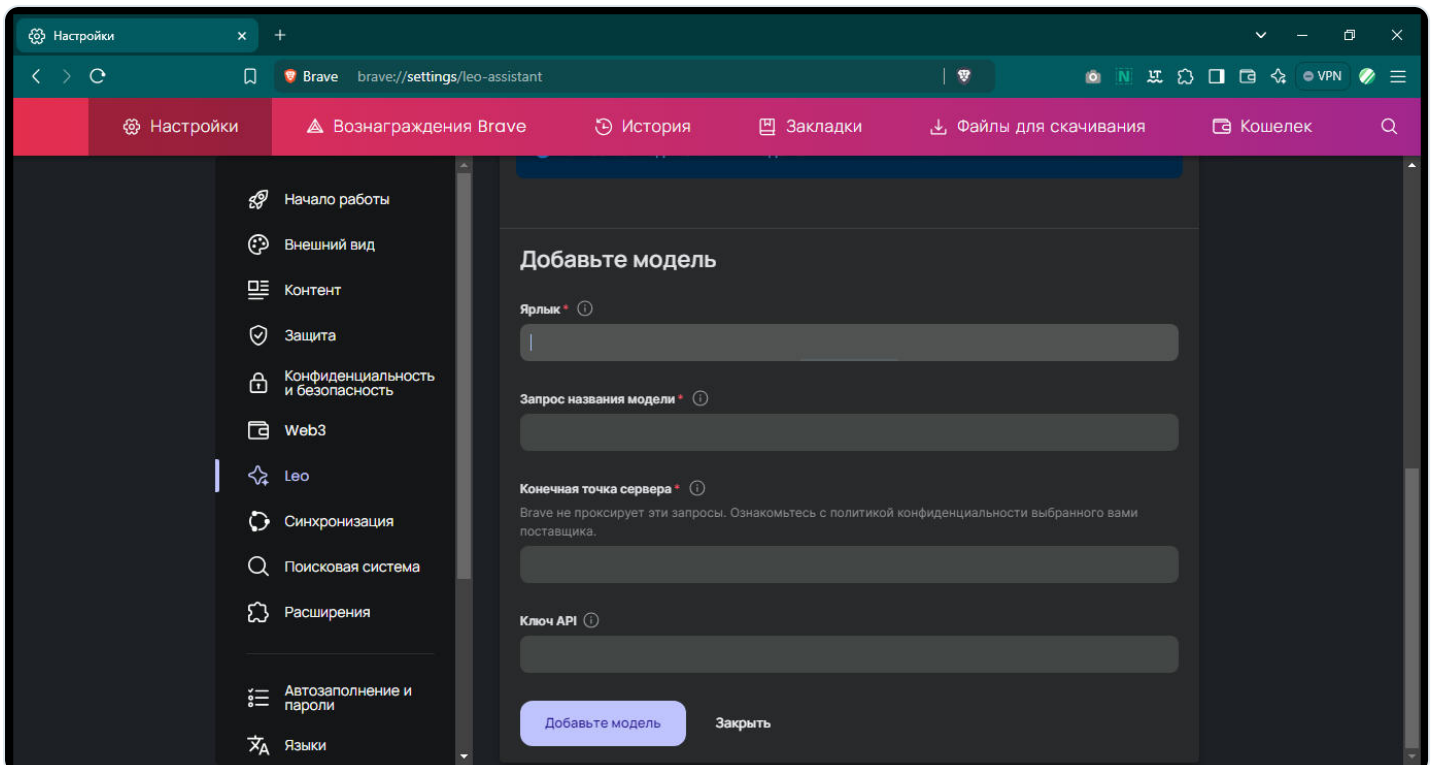 Настройки
Brave brave://settings/leo-assistant
VPN
Настройки
Вознаграждения Brave
История
Закладки
Файлы для скачивания
Кошелек
Начало работы
Внешний вид
Контент
Защита
Конфиденциальность
и безопасность
Web3
Leo
Синхронизация
Поисковая система
Расширения
Автозаполнение и
пароли
Языки
Добавьте модель
Ярлык *
Запрос названия модели *
Конечная точка сервера *
Brave не проксирует эти запросы. Ознакомьтесь с политикой конфиденциальности выбранного вами
поставщика.
Ключ API
Добавьте модель
Закрыть